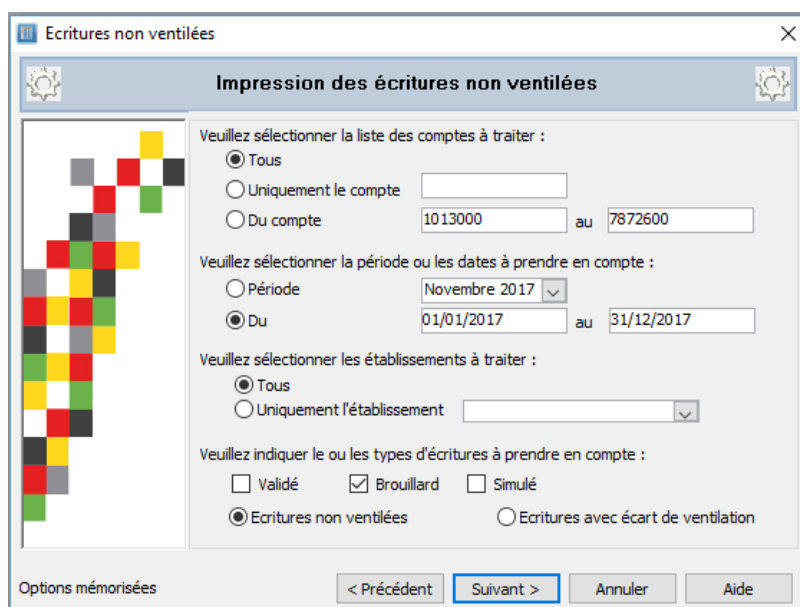 Ecritures non ventilées
Impression des écritures non ventilées
Veuillez sélectionner la liste des comptes à traiter :
Tous
Uniquement le compte
Du compte 1013000 au 7872600
Veuillez sélectionner la période ou les dates à prendre en compte :
Période Novembre 2017
Du 01/01/2017 au 31/12/2017
Veuillez sélectionner les établissements à traiter :
Tous
Uniquement l'établissement
Veuillez indiquer le ou les types d'écritures à prendre en compte :
Validé Brouillard Simulé
Ecritures non ventilées Ecritures avec écart de ventilation
Options mémorisées < Précédent Suivant > Annuler Aide